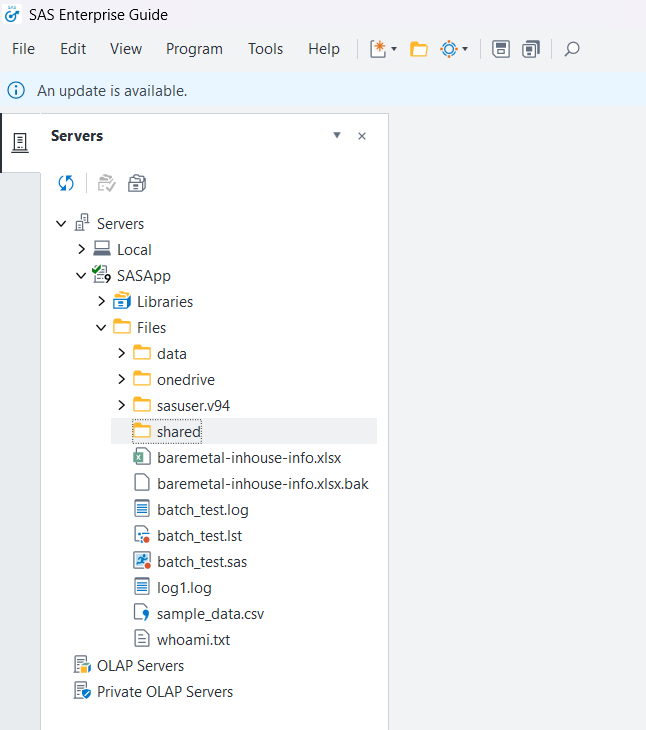 SAS Enterprise Guide
File Edit View Program Tools Help
An update is available.
Servers
Servers
Local
SASApp
Libraries
Files
data
onedrive
sasuser.v94
shared
baremetal-inhouse-info.xlsx
baremetal-inhouse-info.xlsx.bak
batch_test.log
batch_test.lst
batch_test.sas
log1.log
sample_data.csv
whoami.txt
OLAP Servers
Private OLAP Servers